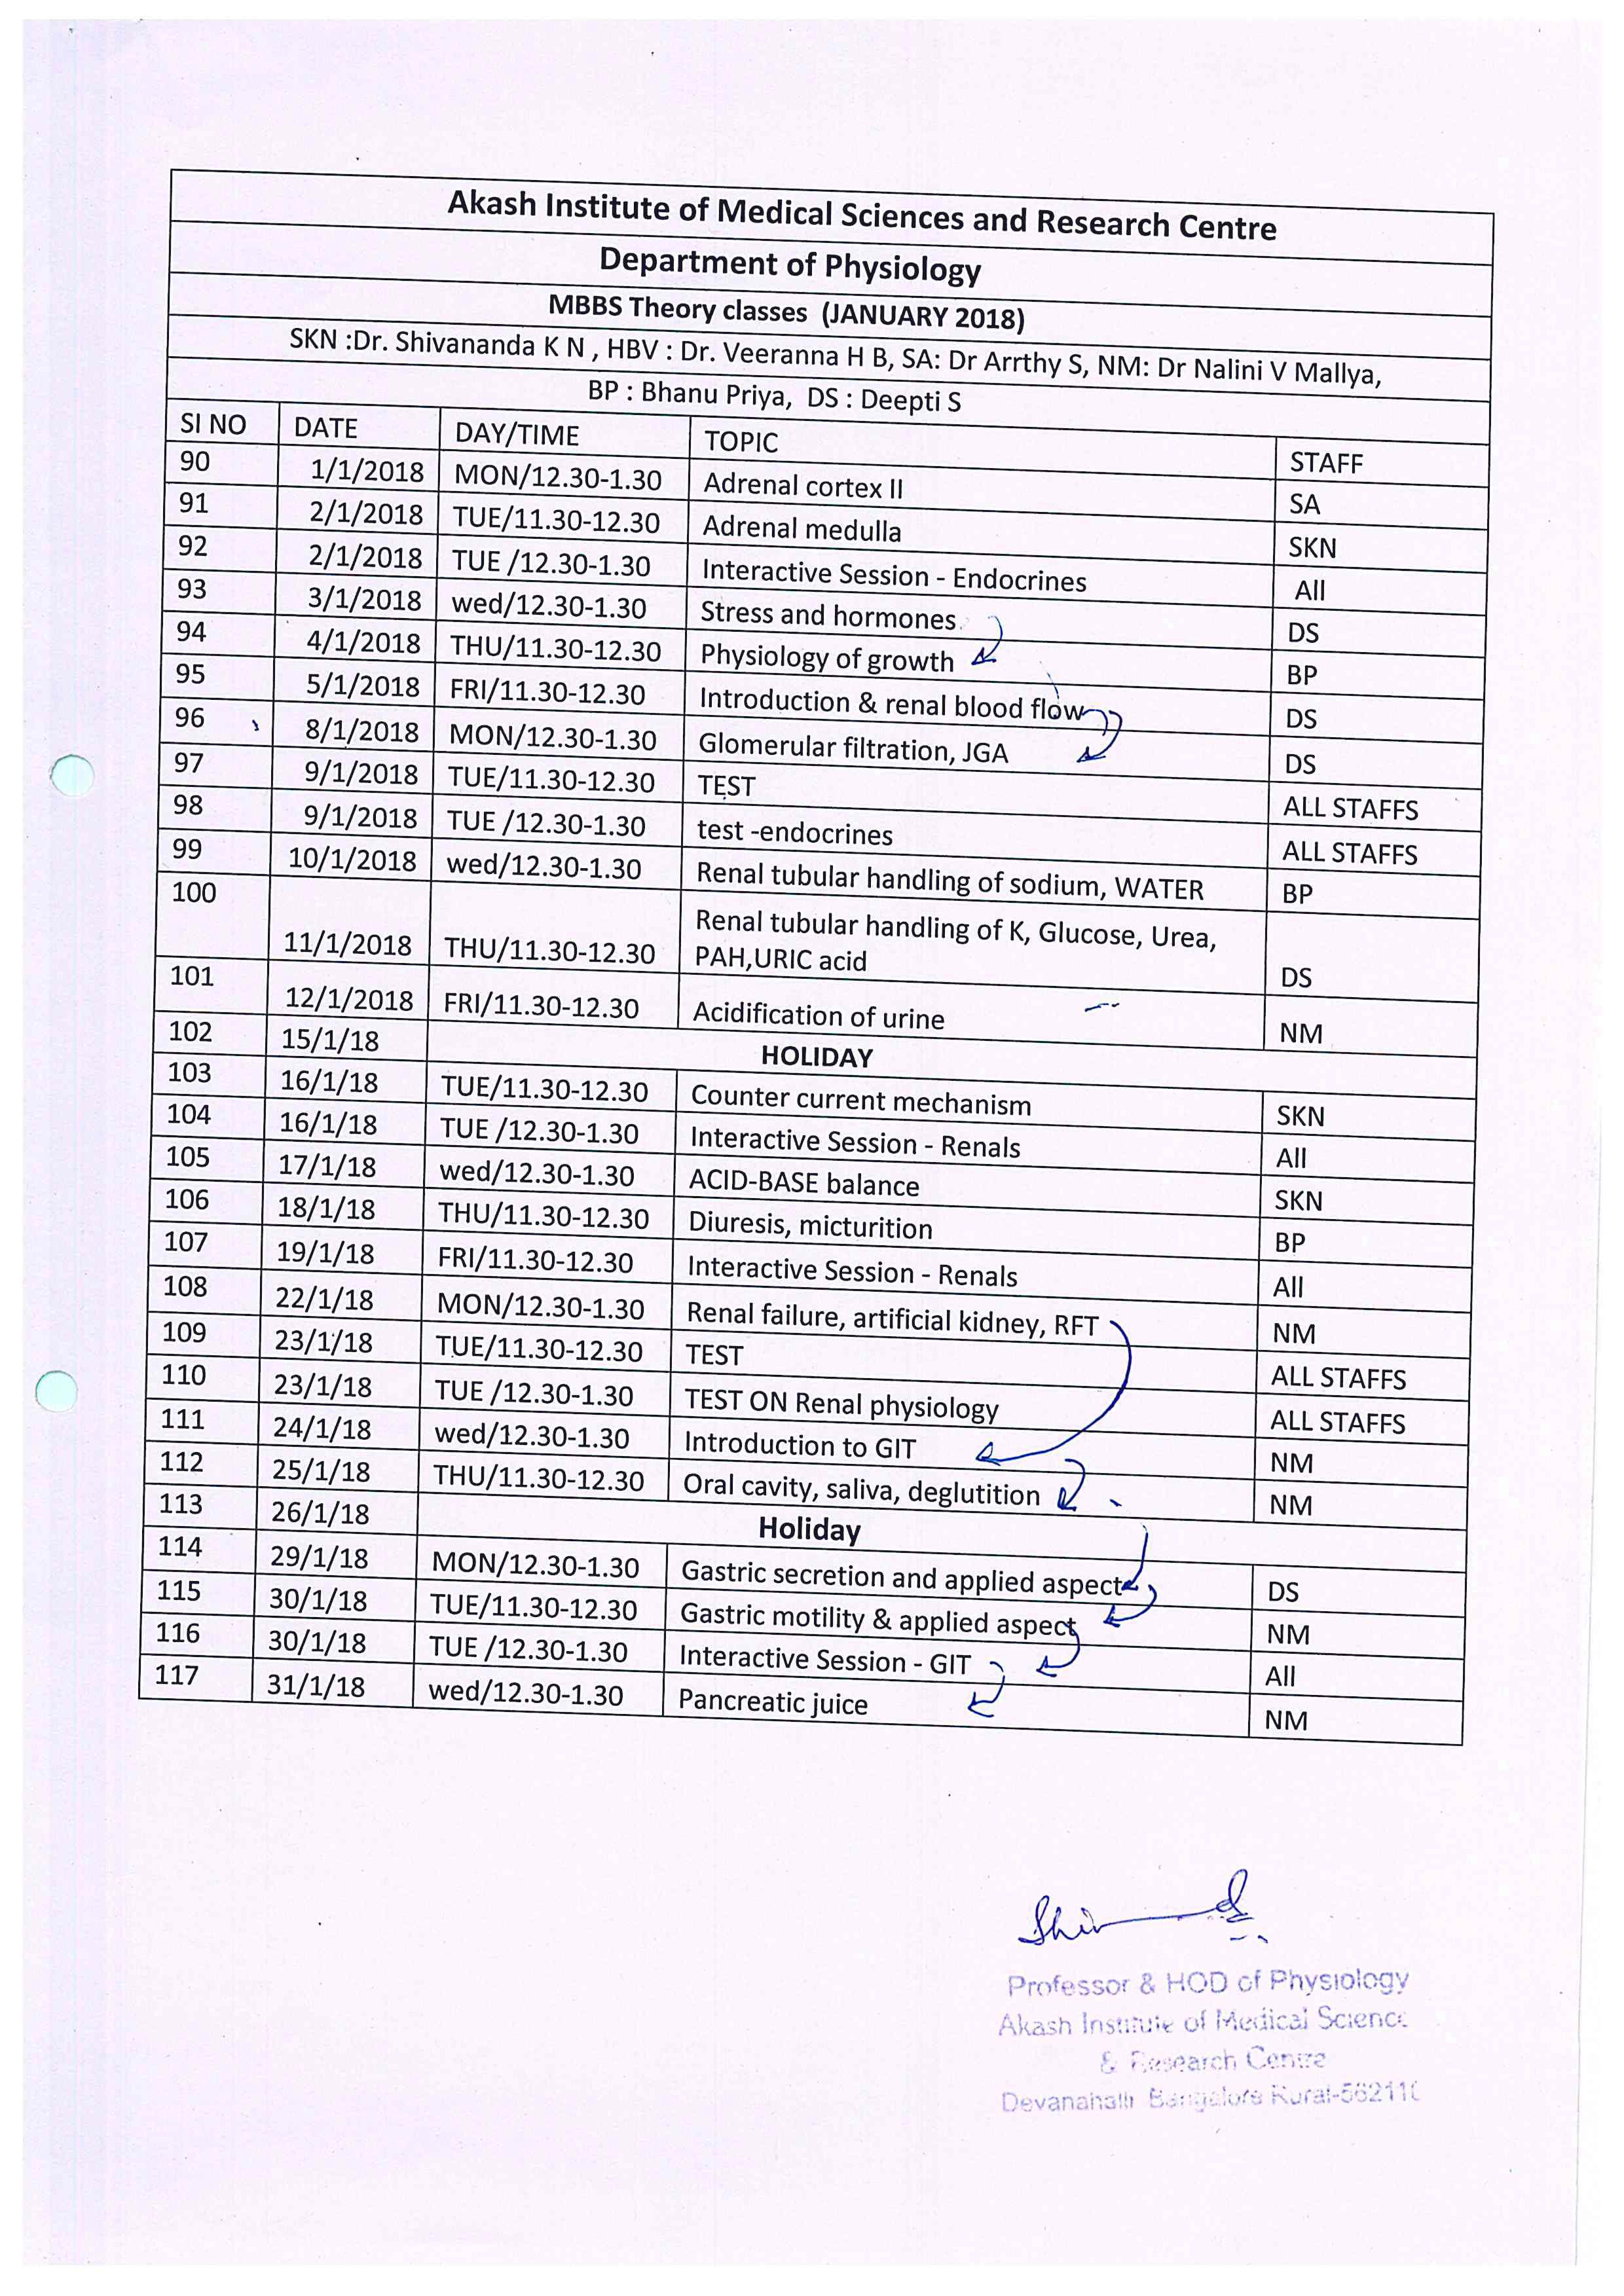 Akash Institute of Medical Sciences and Research Centre
Department of Physiology
MBBS Theory classes (JANUARY 2018)
SKN :Dr. Shivananda K N , HBV : Dr. Veeranna H B, SA: Dr Arrthy S, NM: Dr Nalini V Mallya,
BP : Bhanu Priya, DS : Deepti S
SI NO DATE DAY/TIME TOPIC STAFF
90 1/1/2018 MON/12.30-1.30 Adrenal cortex II SA
91 2/1/2018 TUE/11.30-12.30 Adrenal medulla SKN
92 2/1/2018 TUE /12.30-1.30 Interactive Session - Endocrines All
93 3/1/2018 wed/12.30-1.30 Stress and hormones DS
94 4/1/2018 THU/11.30-12.30 Physiology of growth BP
95 5/1/2018 FRI/11.30-12.30 Introduction & renal blood flow DS
96 8/1/2018 MON/12.30-1.30 Glomerular filtration, JGA DS
97 9/1/2018 TUE/11.30-12.30 TEST ALL STAFFS
98 9/1/2018 TUE /12.30-1.30 test -endocrines ALL STAFFS
99 10/1/2018 wed/12.30-1.30 Renal tubular handling of sodium, WATER BP
100 11/1/2018 THU/11.30-12.30 Renal tubular handling of K, Glucose, Urea,
PAH,URIC acid DS
101 12/1/2018 FRI/11.30-12.30 Acidification of urine NM
102 15/1/18 HOLIDAY
103 16/1/18 TUE/11.30-12.30 Counter current mechanism SKN
104 16/1/18 TUE /12.30-1.30 Interactive Session - Renals All
105 17/1/18 wed/12.30-1.30 ACID-BASE balance SKN
106 18/1/18 THU/11.30-12.30 Diuresis, micturition BP
107 19/1/18 FRI/11.30-12.30 Interactive Session - Renals All
108 22/1/18 MON/12.30-1.30 Renal failure, artificial kidney, RFT NM
109 23/1/18 TUE/11.30-12.30 TEST ALL STAFFS
110 23/1/18 TUE /12.30-1.30 TEST ON Renal physiology ALL STAFFS
111 24/1/18 wed/12.30-1.30 Introduction to GIT NM
112 25/1/18 THU/11.30-12.30 Oral cavity, saliva, deglutition NM
113 26/1/18 Holiday
114 29/1/18 MON/12.30-1.30 Gastric secretion and applied aspect DS
115 30/1/18 TUE/11.30-12.30 Gastric motility & applied aspect NM
116 30/1/18 TUE /12.30-1.30 Interactive Session - GIT All
117 31/1/18 wed/12.30-1.30 Pancreatic juice NM
Professor & HOD of Physiology
Akash Institute of Medical Science
& Research Centre
Devanahalli Bangalore Rural-562110